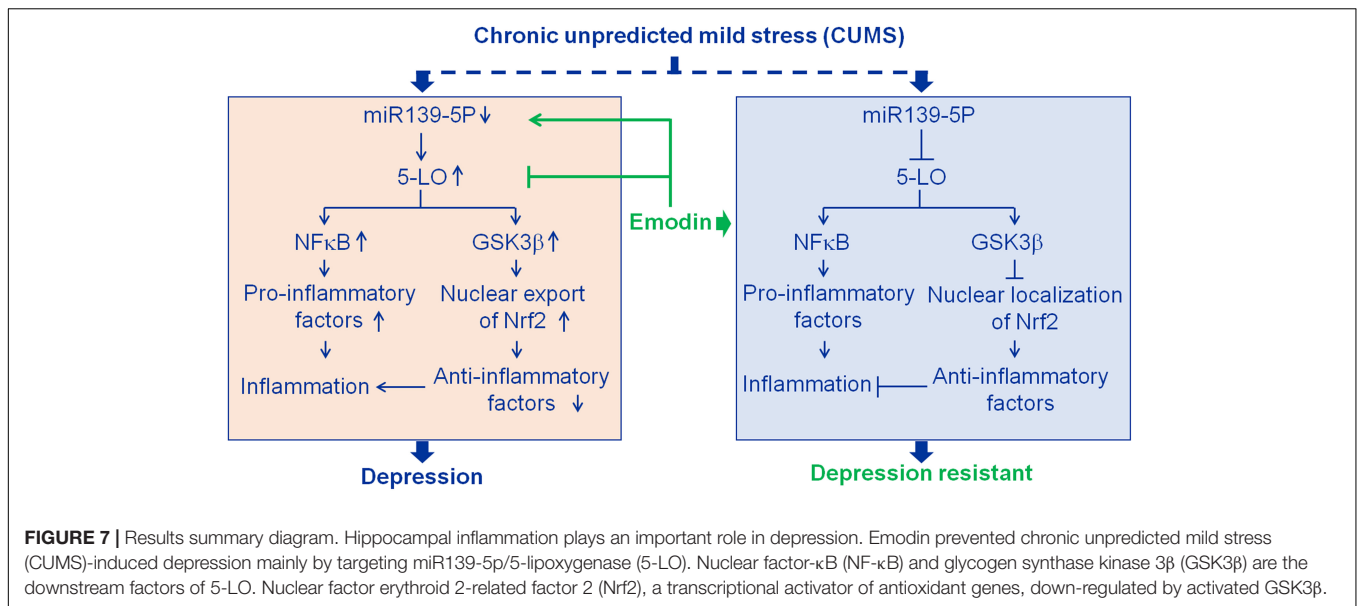 Chronic unpredicted mild stress (CUMS)
miR139-5P↓
5-LO↑
NFκB↑
GSK3β↑
Pro-inflammatory
factors ↑
Nuclear export
of Nrf2 ↑
Inflammation
Anti-inflammatory
factors ↓
Depression
Emodin
miR139-5P
5-LO
NFκB
GSK3β
Pro-inflammatory
factors
Nuclear localization
of Nrf2
Inflammation
Anti-inflammatory
factors
Depression resistant
FIGURE 7 | Results summary diagram. Hippocampal inflammation plays an important role in depression. Emodin prevented chronic unpredicted mild stress
(CUMS)-induced depression mainly by targeting miR139-5p/5-lipoxygenase (5-LO). Nuclear factor-κB (NF-κB) and glycogen synthase kinase 3β (GSK3β) are the
downstream factors of 5-LO. Nuclear factor erythroid 2-related factor 2 (Nrf2), a transcriptional activator of antioxidant genes, down-regulated by activated GSK3β.